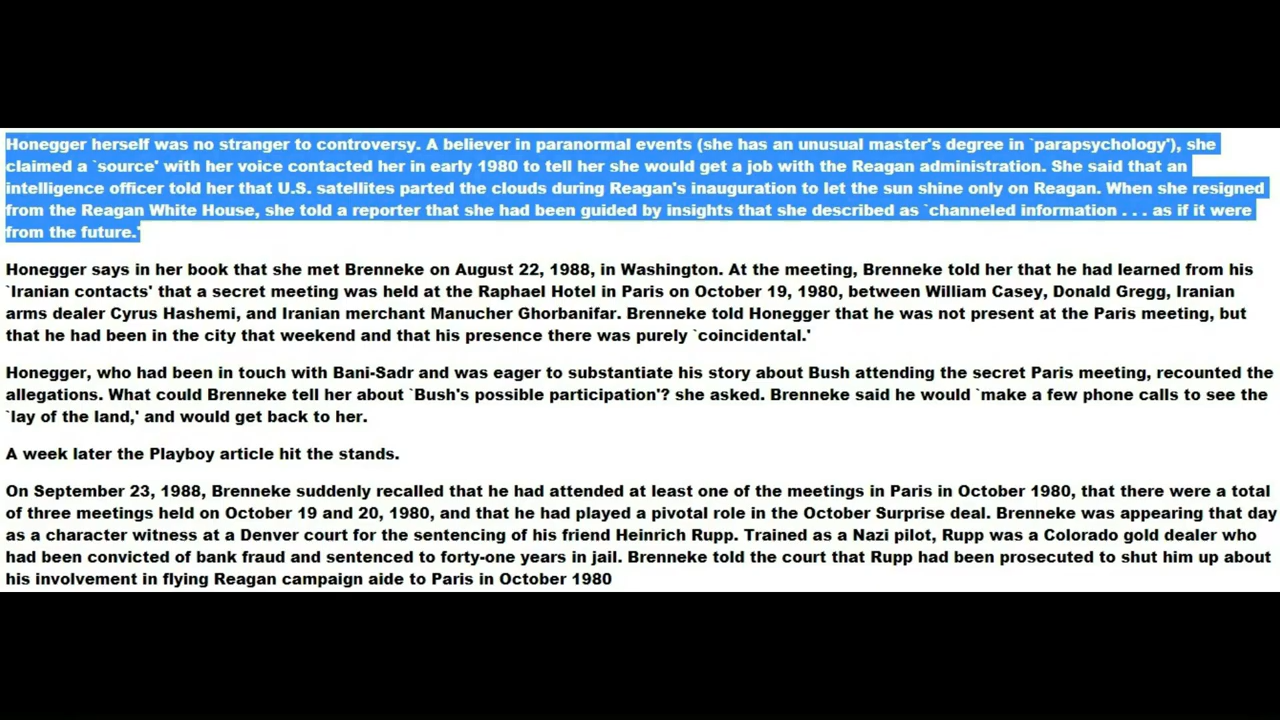 Honegger herself was no stranger to controversy. A believer in paranormal events (she has an unusual master's degree in `parapsychology'), she
claimed a `source' with her voice contacted her in early 1980 to tell her she would get a job with the Reagan administration. She said that an
intelligence officer told her that U.S. satellites parted the clouds during Reagan's inauguration to let the sun shine only on Reagan. When she resigned
from the Reagan White House, she told a reporter that she had been guided by insights that she described as `channeled information . . . as if it were
from the future.'
Honegger says in her book that she met Brenneke on August 22, 1988, in Washington. At the meeting, Brenneke told her that he had learned from his
`Iranian contacts' that a secret meeting was held at the Raphael Hotel in Paris on October 19, 1980, between William Casey, Donald Gregg, Iranian
arms dealer Cyrus Hashemi, and Iranian merchant Manucher Ghorbanifar. Brenneke told Honegger that he was not present at the Paris meeting, but
that he had been in the city that weekend and that his presence there was purely `coincidental.'
Honegger, who had been in touch with Bani-Sadr and was eager to substantiate his story about Bush attending the secret Paris meeting, recounted the
allegations. What could Brenneke tell her about `Bush's possible participation'? she asked. Brenneke said he would `make a few phone calls to see the
`lay of the land,' and would get back to her.
A week later the Playboy article hit the stands.
On September 23, 1988, Brenneke suddenly recalled that he had attended at least one of the meetings in Paris in October 1980, that there were a total
of three meetings held on October 19 and 20, 1980, and that he had played a pivotal role in the October Surprise deal. Brenneke was appearing that day
as a character witness at a Denver court for the sentencing of his friend Heinrich Rupp. Trained as a Nazi pilot, Rupp was a Colorado gold dealer who
had been convicted of bank fraud and sentenced to forty-one years in jail. Brenneke told the court that Rupp had been prosecuted to shut him up about
his involvement in flying Reagan campaign aide to Paris in October 1980